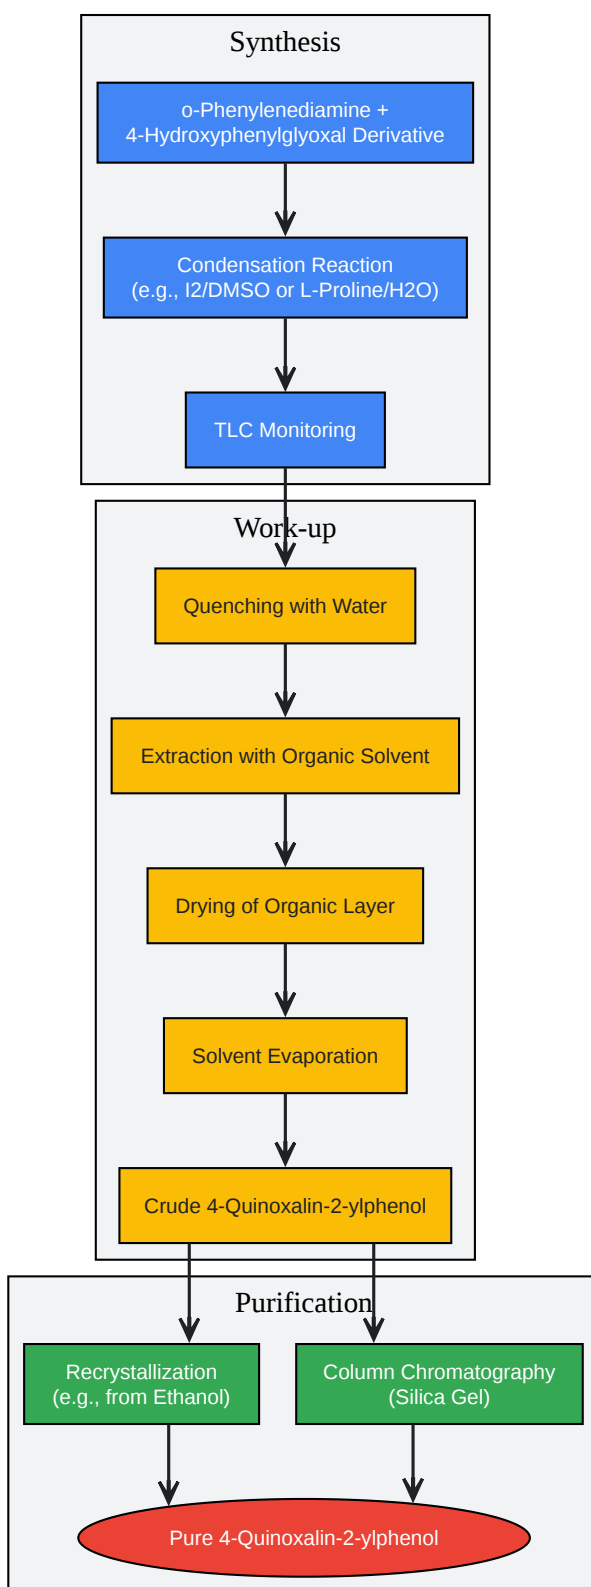 Synthesis
o-Phenylenediamine +
4-Hydroxyphenylglyoxal Derivative
Condensation Reaction
(e.g., I2/DMSO or L-Proline/H2O)
TLC Monitoring
Work-up
Quenching with Water
Extraction with Organic Solvent
Drying of Organic Layer
Solvent Evaporation
Crude 4-Quinoxalin-2-ylphenol
Purification
Recrystallization
(e.g., from Ethanol)
Column Chromatography
(Silica Gel)
Pure 4-Quinoxalin-2-ylphenol